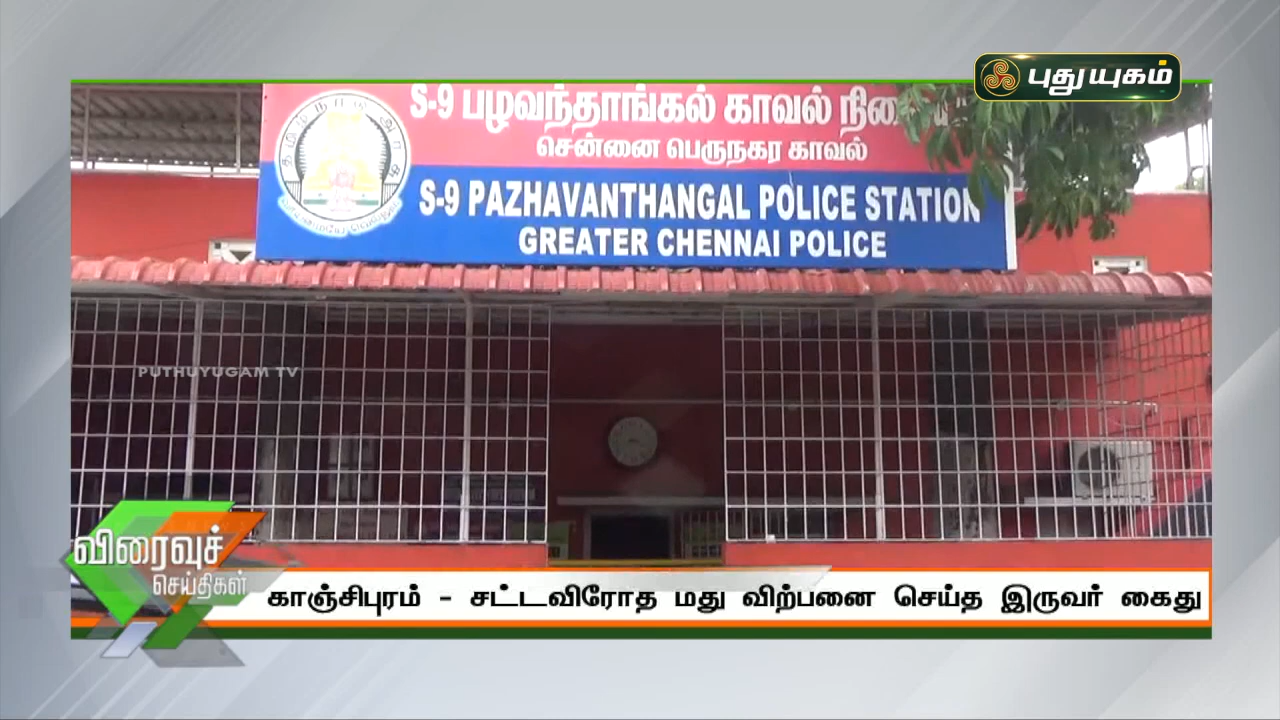 புதுயுகம்
S-9 பழவந்தாங்கல் காவல்
சென்னை பெருநகர காவல்
S-9 PAZHAVANTHANGAL POLICE STATION
GREATER CHENNAI POLICE
PUTHUYUGAM TV
விரைவுச்
செய்திகள்
காஞ்சிபுரம் - சட்டவிரோத மது விற்பனை செய்த இருவர் கைது